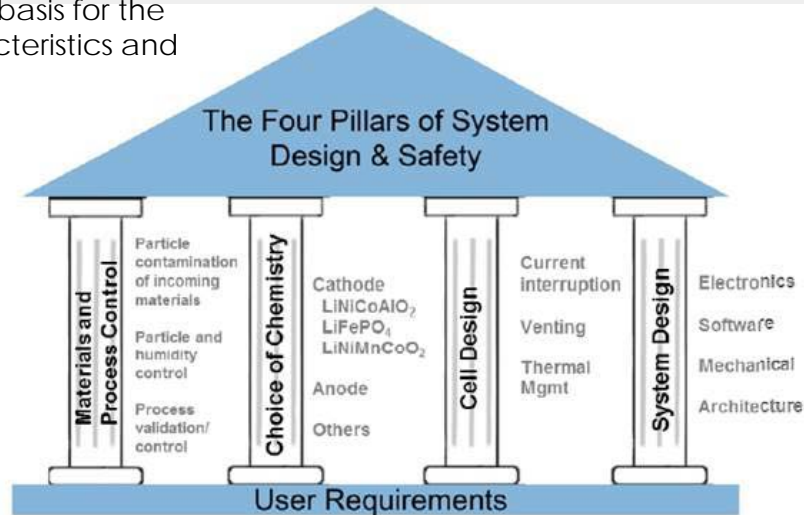 basis for the
cteristics and
The Four Pillars of System
Design & Safety
Materials and
Process Control
Particle
contamination
of incoming
materials
Particle and
humidity
control
Process
validation/
control
Choice of Chemistry
Cathode
LiNiCoAlO₂
LiFePO₄
LiNiMnCoO₂
Anode
Others
Cell Design
Current
interruption
Venting
Thermal
Mgmt
System Design
Electronics
Software
Mechanical
Architecture
User Requirements